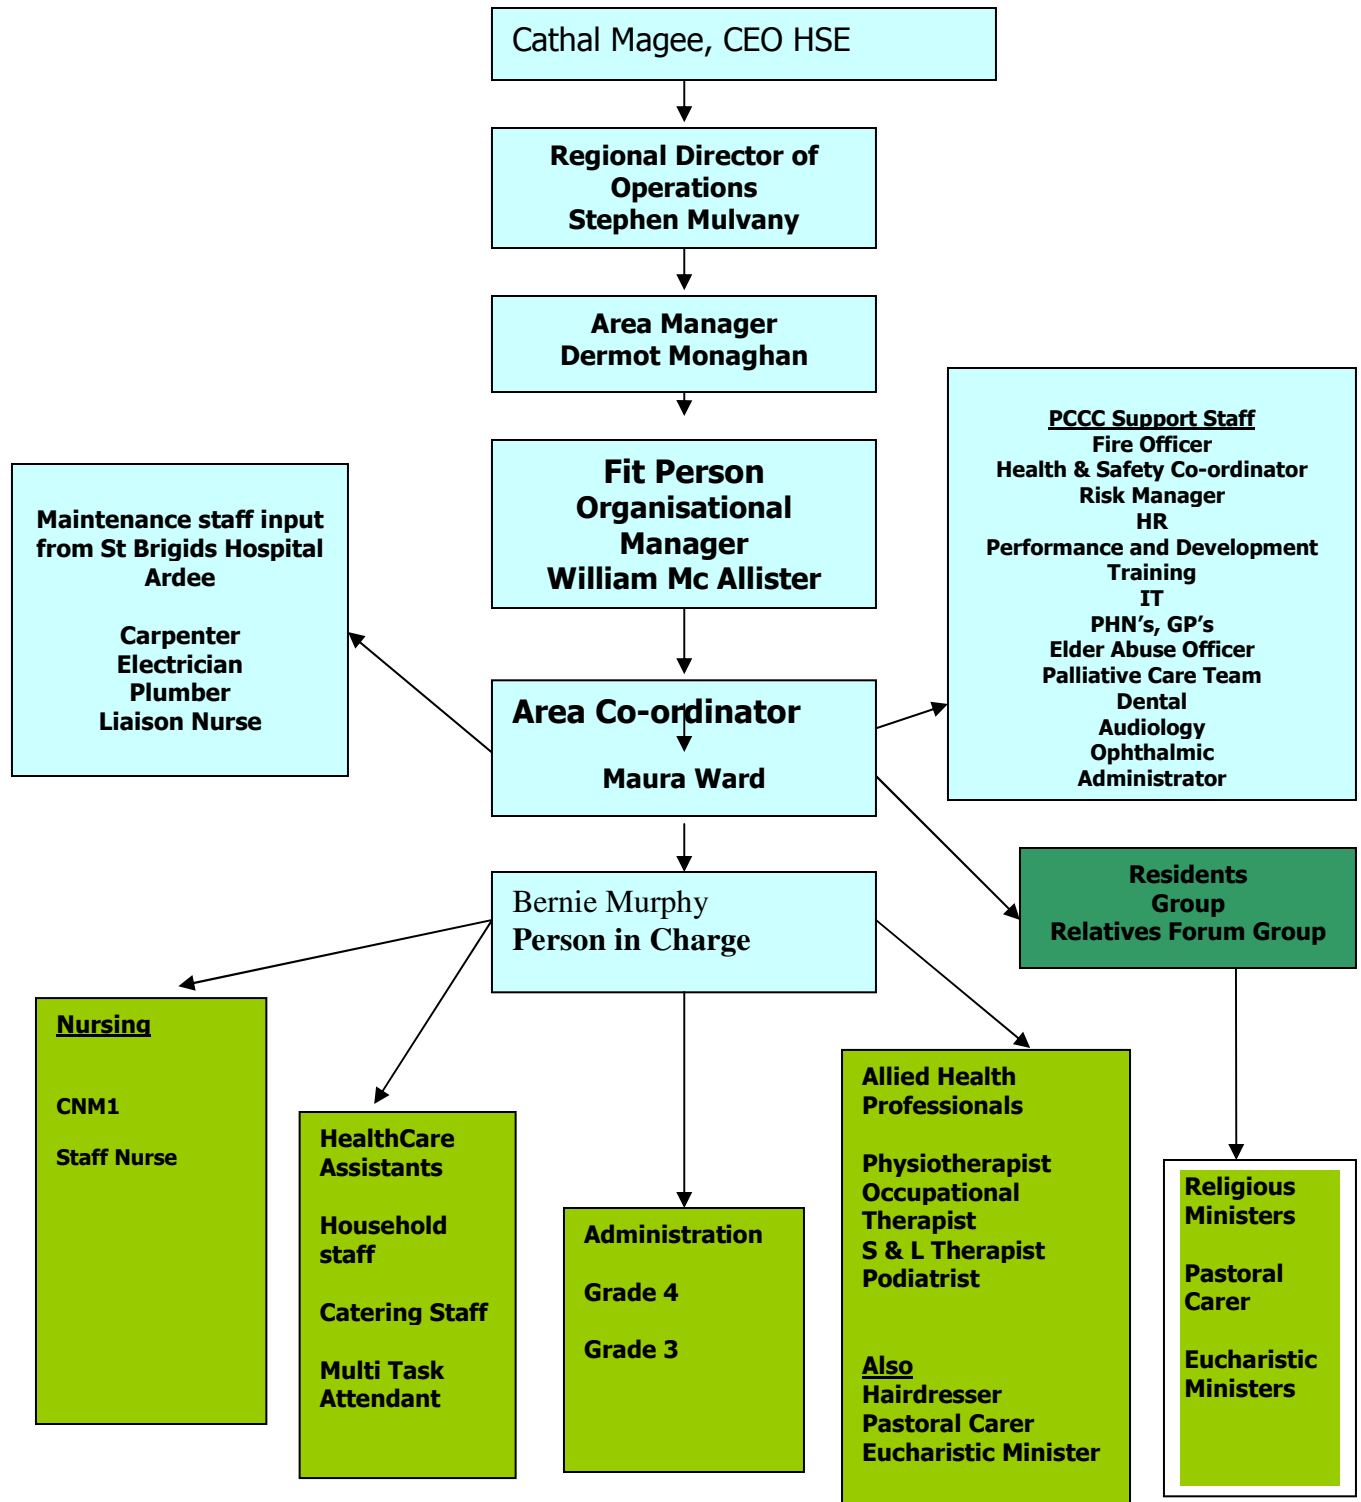 Cathal Magee, CEO HSE
Regional Director of
Operations
Stephen Mulvany
Area Manager
Dermot Monaghan
Fit Person
Organisational
Manager
William Mc Allister
PCCC Support Staff
Fire Officer
Health & Safety Co-ordinator
Risk Manager
HR
Performance and Development
Training
IT
PHN’s, GP’s
Elder Abuse Officer
Palliative Care Team
Dental
Audiology
Ophthalmic
Administrator
Maintenance staff input
from St Brigids Hospital
Ardee
Carpenter
Electrician
Plumber
Liaison Nurse
Area Co-ordinator
Maura Ward
Bernie Murphy
Person in Charge
Residents
Group
Relatives Forum Group
Nursing
CNM1
Staff Nurse
HealthCare
Assistants
Household
staff
Catering Staff
Multi Task
Attendant
Administration
Grade 4
Grade 3
Allied Health
Professionals
Physiotherapist
Occupational
Therapist
S & L Therapist
Podiatrist
Also
Hairdresser
Pastoral Carer
Eucharistic Minister
Religious
Ministers
Pastoral
Carer
Eucharistic
Ministers